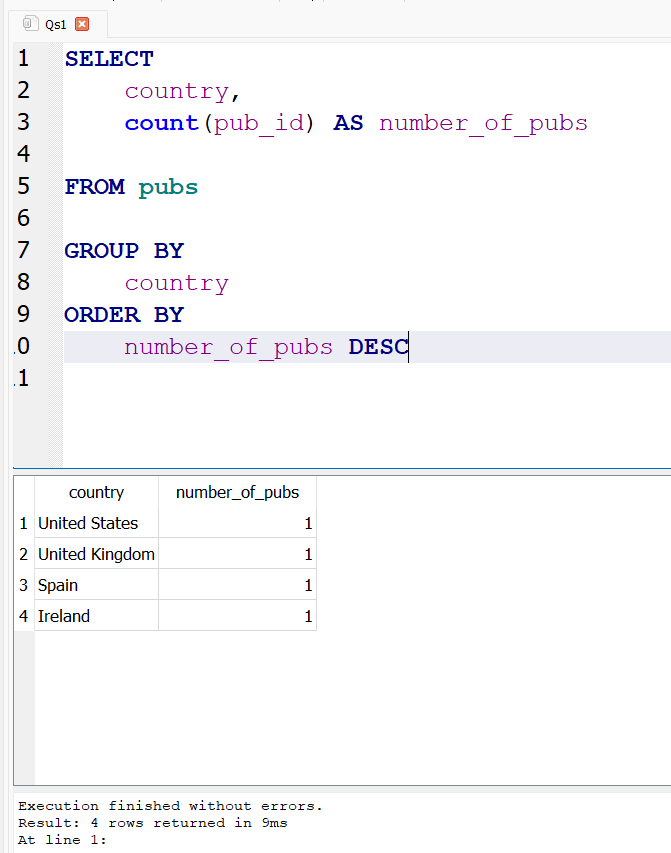 Qs1
1 SELECT
2 country,
3 count(pub_id) AS number_of_pubs
4
5 FROM pubs
6
7 GROUP BY
8 country
9 ORDER BY
.0 number_of_pubs DESC
.1
country number_of_pubs
1 United States 1
2 United Kingdom 1
3 Spain 1
4 Ireland 1
Execution finished without errors.
Result: 4 rows returned in 9ms
At line 1: